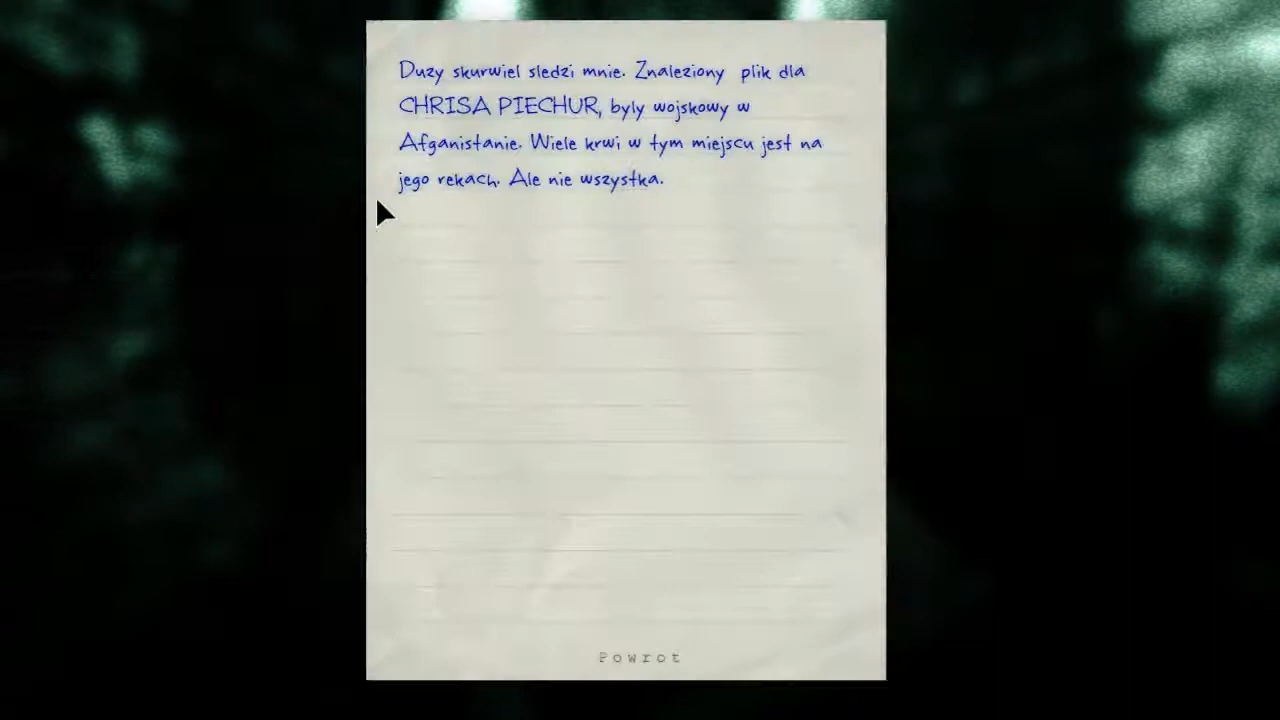 Duzy skurwiel sledzi mnie. Znaleziony plik dla
CHRISA PIECHUR, byly wojskowy w
Afganistanie. Wiele krwi w tym miejscu jest na
jego rekach. Ale nie wszystka.
Powrot